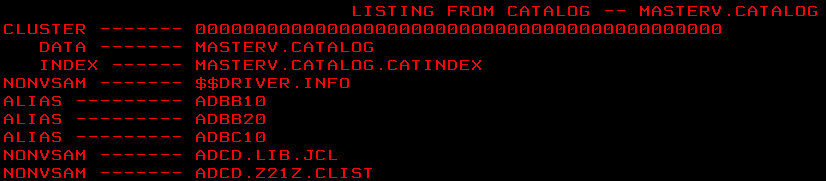 LISTING FROM CATALOG -- MASTERV.CATALOG
CLUSTER ------- 00000000000000000000000000000000000000000000
DATA ------- MASTERV.CATALOG
INDEX ------ MASTERV.CATALOG.CATINDEX
NONVSAM ------- $$DRIVER.INFO
ALIAS --------- ADBB10
ALIAS --------- ADBB20
ALIAS --------- ADBC10
NONVSAM ------- ADCD.LIB.JCL
NONVSAM ------- ADCD.Z21Z.CLIST